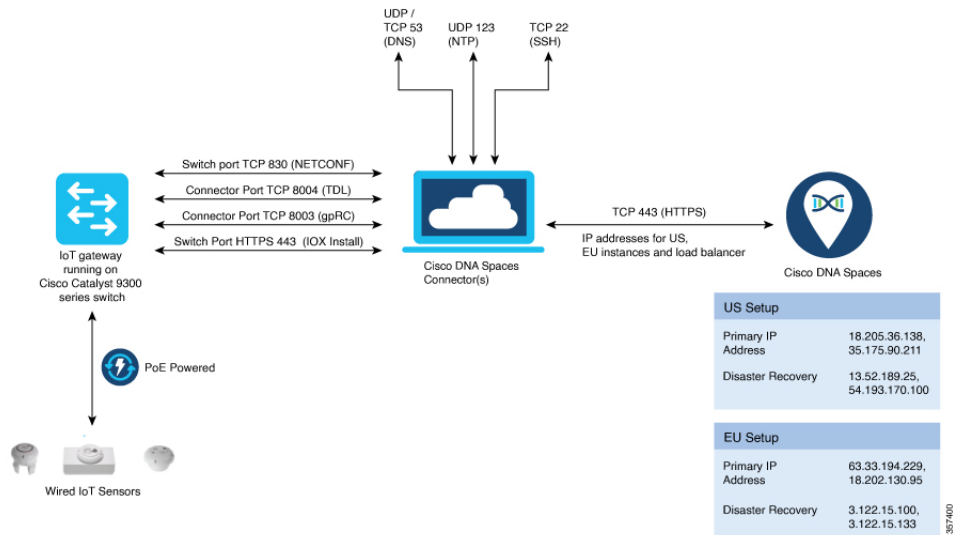 UDP /
TCP 53
(DNS)
UDP 123
(NTP)
TCP 22
(SSH)
Switch port TCP 830 (NETCONF)
Connector Port TCP 8004 (TDL)
Connector Port TCP 8003 (gpRC)
Switch Port HTTPS 443 (IOX Install)
IoT gateway
running on
Cisco Catalyst 9300
series switch
Cisco DNA Spaces
Connector(s)
TCP 443 (HTTPS)
IP addresses for US,
EU instances and load balancer
Cisco DNA Spaces
PoE Powered
Wired IoT Sensors
US Setup
Primary IP 18.205.36.138,
Address 35.175.90.211
Disaster Recovery 13.52.189.25,
54.193.170.100
EU Setup
Primary IP 63.33.194.229,
Address 18.202.130.95
Disaster Recovery 3.122.15.100,
3.122.15.133
357400